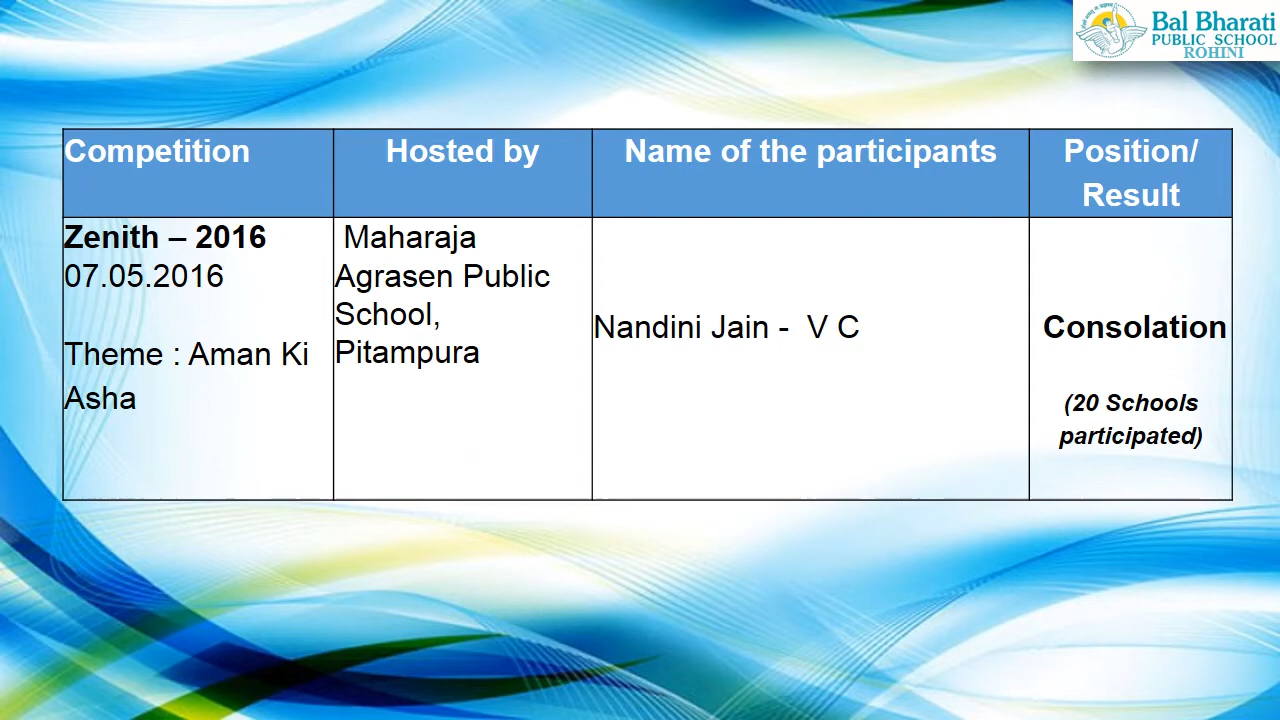 Bal Bharati
PUBLIC SCHOOL
ROHINI
Competition
Hosted by
Name of the participants
Position/
Result
Zenith – 2016
07.05.2016
Theme : Aman Ki
Asha
Maharaja
Agrasen Public
School,
Pitampura
Nandini Jain - V C
Consolation
(20 Schools
participated)